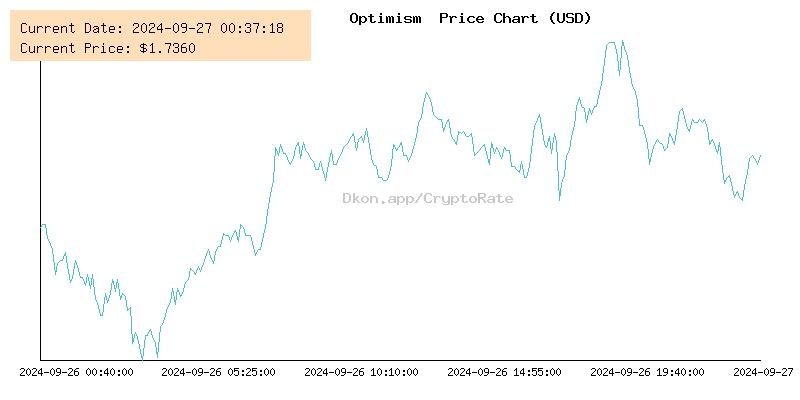 Optimism  Price Chart (USD)
Current Date: 2024-09-27 00:37:18
Current Price: $1.7360
Dkon.app/CryptoRate
2024-09-26 00:40:00 2024-09-26 05:25:00 2024-09-26 10:10:00 2024-09-26 14:55:00 2024-09-26 19:40:00 2024-09-27